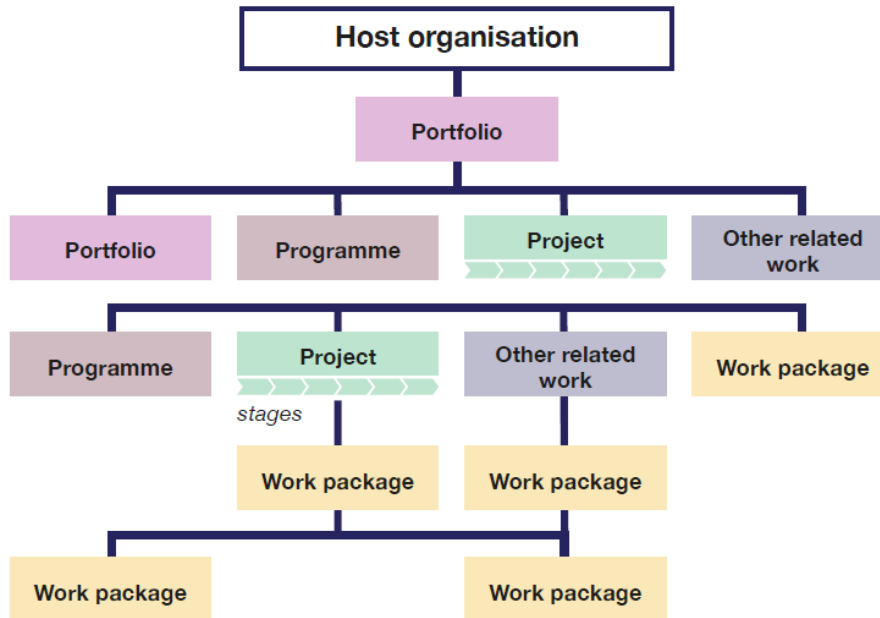 Host organisation
Portfolio
Portfolio
Programme
Project
Other related
work
Programme
Project
Other related
work
Work package
stages
Work package
Work package
Work package
Work package